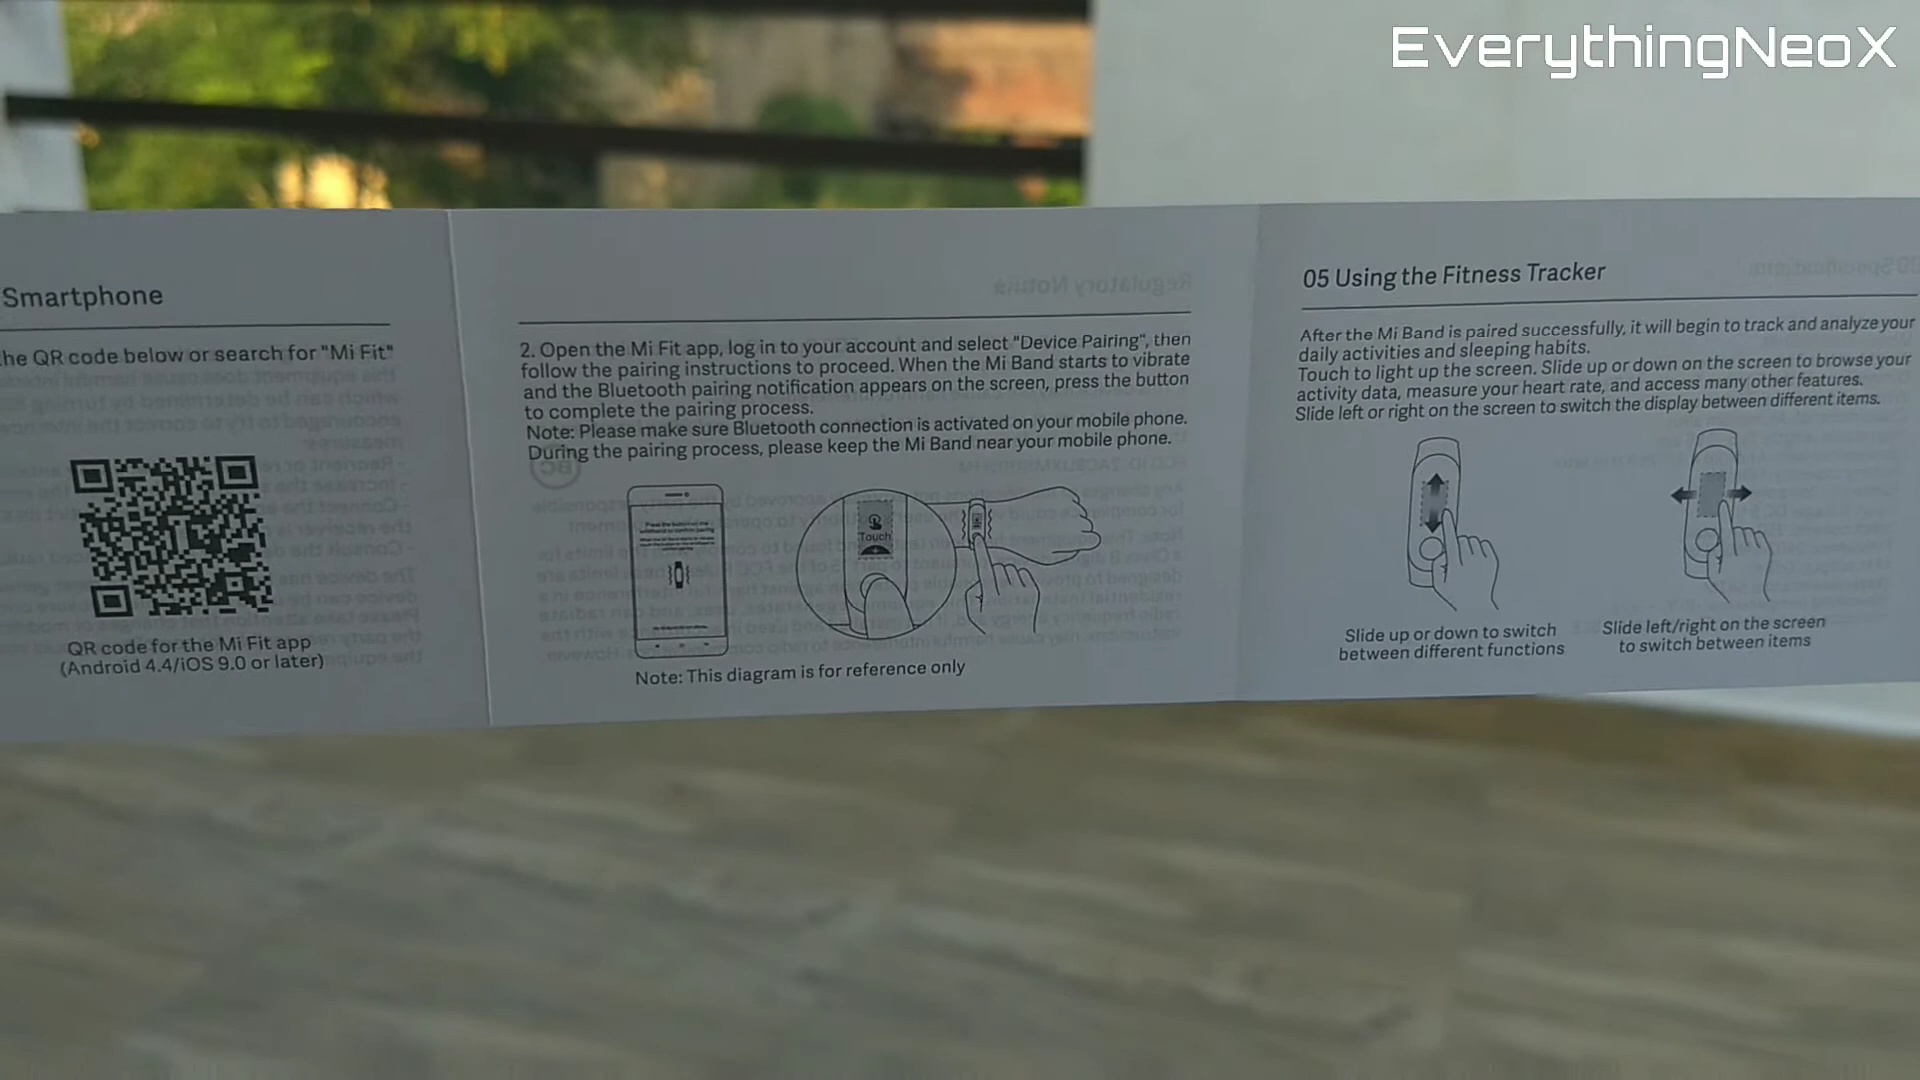 EverythingNeoX
Smartphone
he QR code below or search for "Mi Fit"
QR code for the Mi Fit app
(Android 4.4/iOS 9.0 or later)
2. Open the Mi Fit app, log in to your account and select "Device Pairing", then
follow the pairing instructions to proceed. When the Mi Band starts to vibrate
and the Bluetooth pairing notification appears on the screen, press the button
to complete the pairing process.
Note: Please make sure Bluetooth connection is activated on your mobile phone.
During the pairing process, please keep the Mi Band near your mobile phone.
Touch
Note: This diagram is for reference only
05 Using the Fitness Tracker
After the Mi Band is paired successfully, it will begin to track and analyze your
daily activities and sleeping habits.
Touch to light up the screen. Slide up or down on the screen to browse your
activity data, measure your heart rate, and access many other features.
Slide left or right on the screen to switch the display between different items.
Slide up or down to switch
between different functions
Slide left/right on the screen
to switch between items